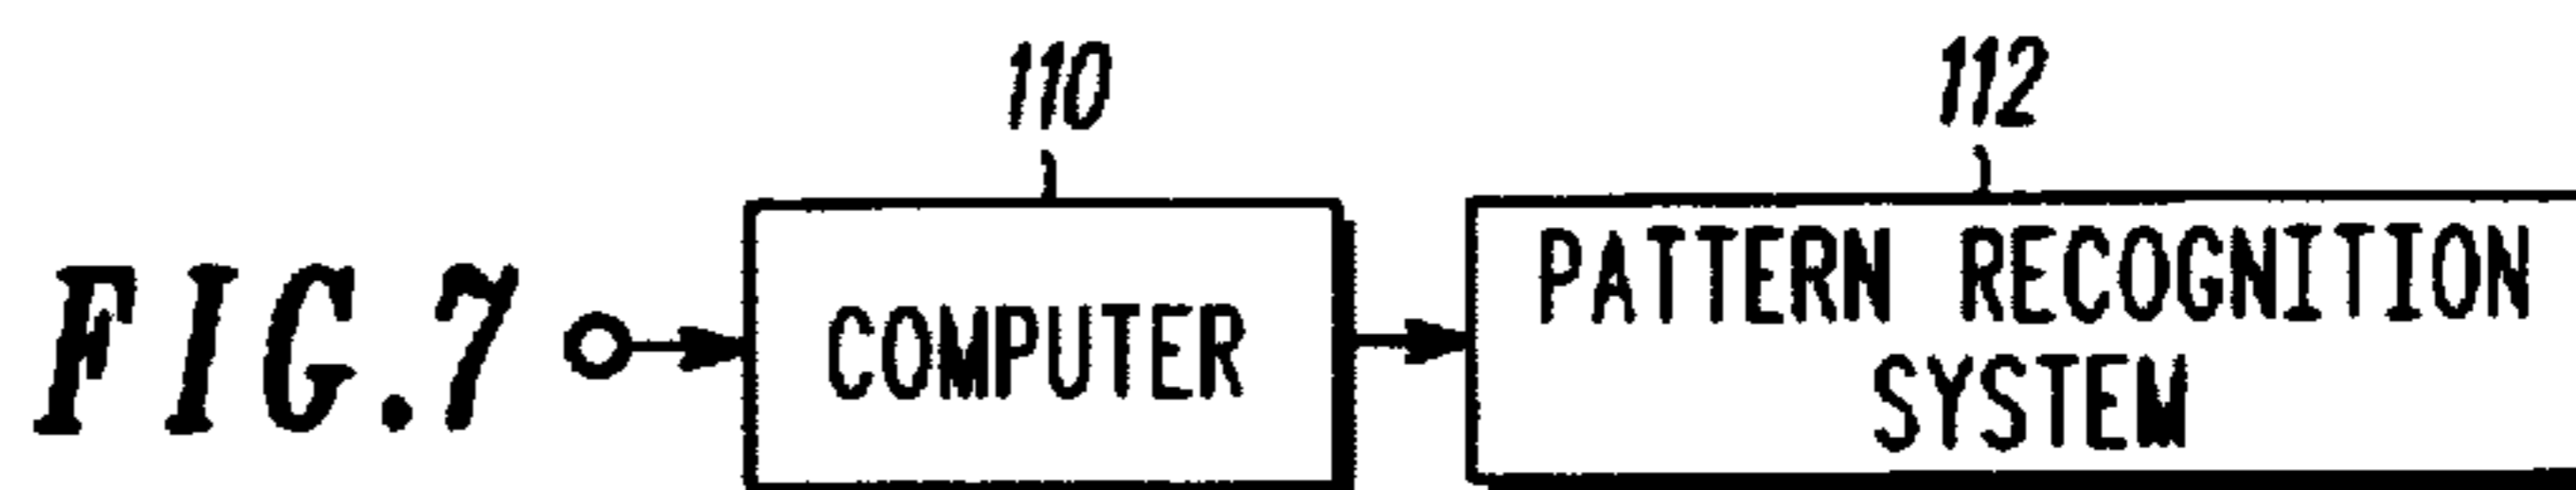 110
112
FIG.7
COMPUTER
PATTERN RECOGNITION
SYSTEM